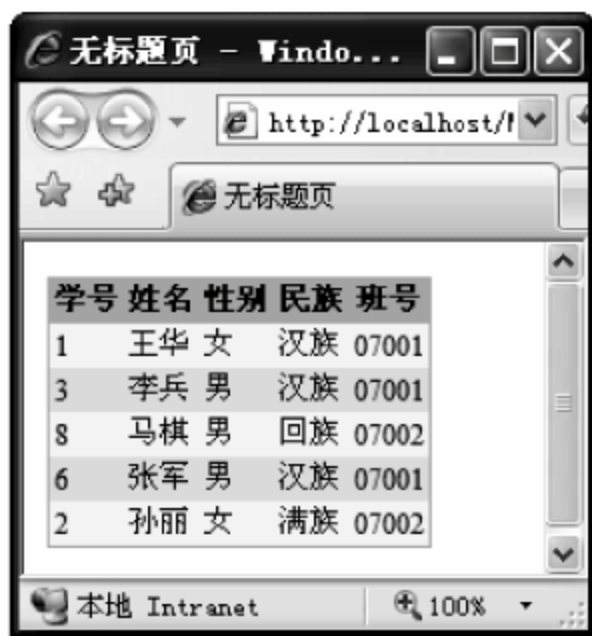 无标题页 - Windo...
http://localhost/M
无标题页
学号 姓名 性别 民族 班号
1 王华 女 汉族 07001
3 李兵 男 汉族 07001
8 马棋 男 回族 07002
6 张军 男 汉族 07001
2 孙丽 女 满族 07002
本地 Intranet 100%